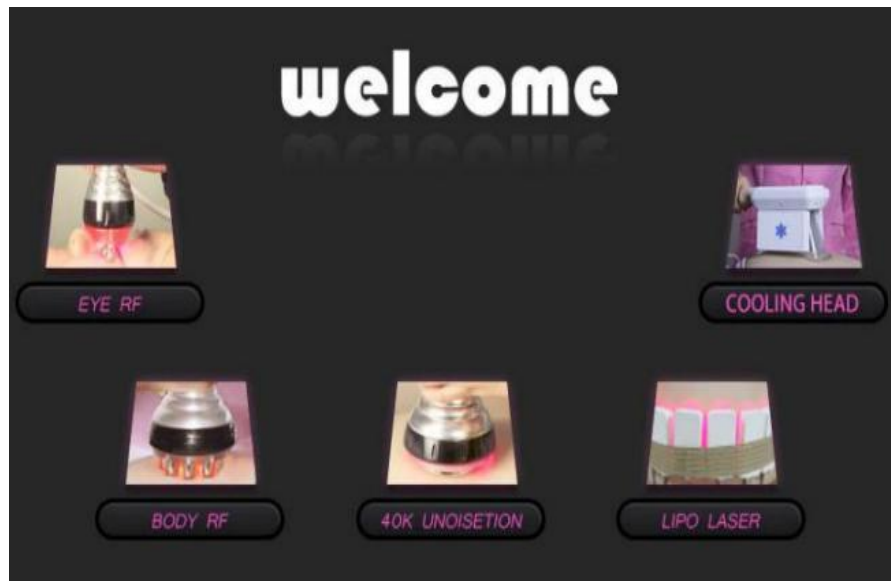 welcome
EYE RF
COOLING HEAD
BODY RF
40K UNOISETION
LIPO LASER